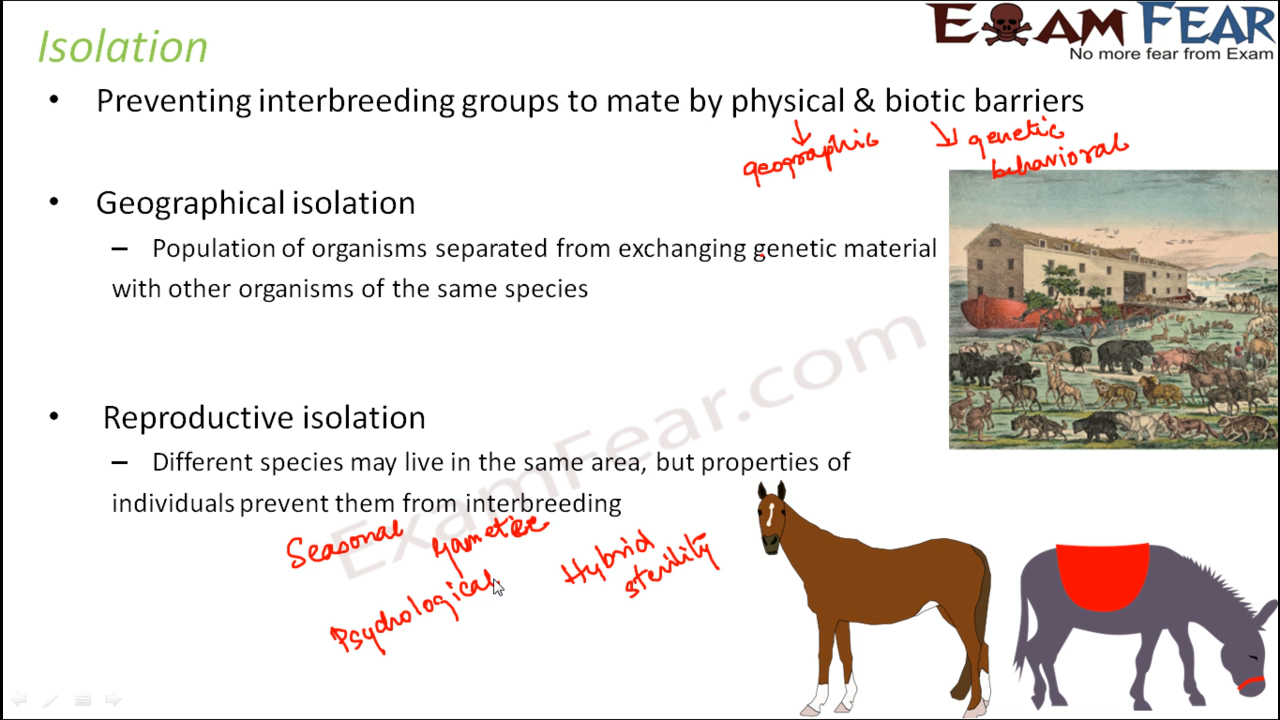 Isolation
EXAM FEAR
No more fear from Exam
• Preventing interbreeding groups to mate by physical & biotic barriers
geographic
genetic
behavioral
• Geographical isolation
– Population of organisms separated from exchanging genetic material
with other organisms of the same species
• Reproductive isolation
– Different species may live in the same area, but properties of
individuals prevent them from interbreeding
Seasonal gametic Hybrid
sterility
Psychological
ExamFear.com